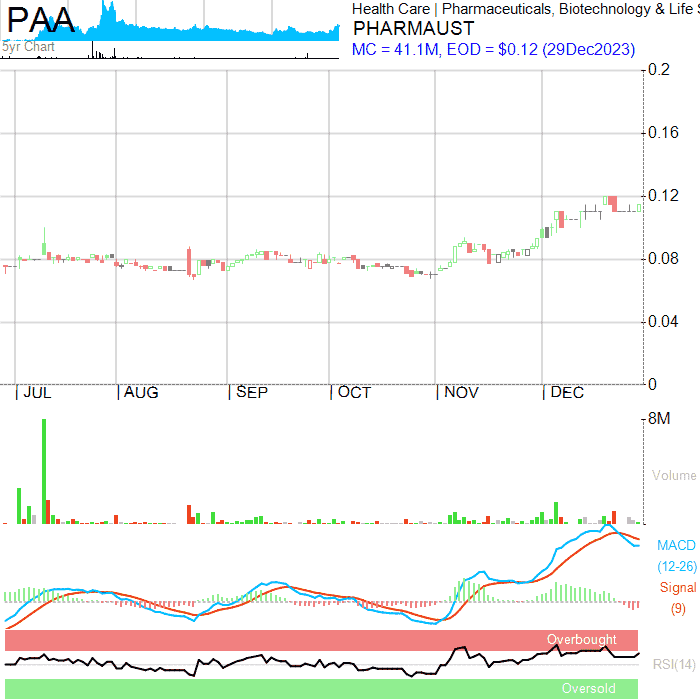 PAA
5yr Chart
Health Care | Pharmaceuticals, Biotechnology & Life S
PHARMAUST
MC = 41.1M, EOD = $0.12 (29Dec2023)
0.2
0.16
0.12
0.08
0.04
0
JUL AUG SEP OCT NOV DEC
8M
Volume
MACD
(12-26)
Signal
(9)
Overbought
RSI(14)
Oversold